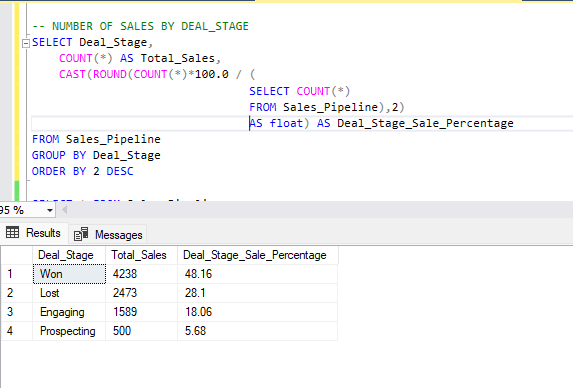 -- NUMBER OF SALES BY DEAL_STAGE
SELECT Deal_Stage,
COUNT(*) AS Total_Sales,
CAST(ROUND(COUNT(*)*100.0 / (
SELECT COUNT(*)
FROM Sales_Pipeline),2)
AS float) AS Deal_Stage_Sale_Percentage
FROM Sales_Pipeline
GROUP BY Deal_Stage
ORDER BY 2 DESC
95 %
Results Messages
Deal_Stage Total_Sales Deal_Stage_Sale_Percentage
1 Won 4238 48.16
2 Lost 2473 28.1
3 Engaging 1589 18.06
4 Prospecting 500 5.68